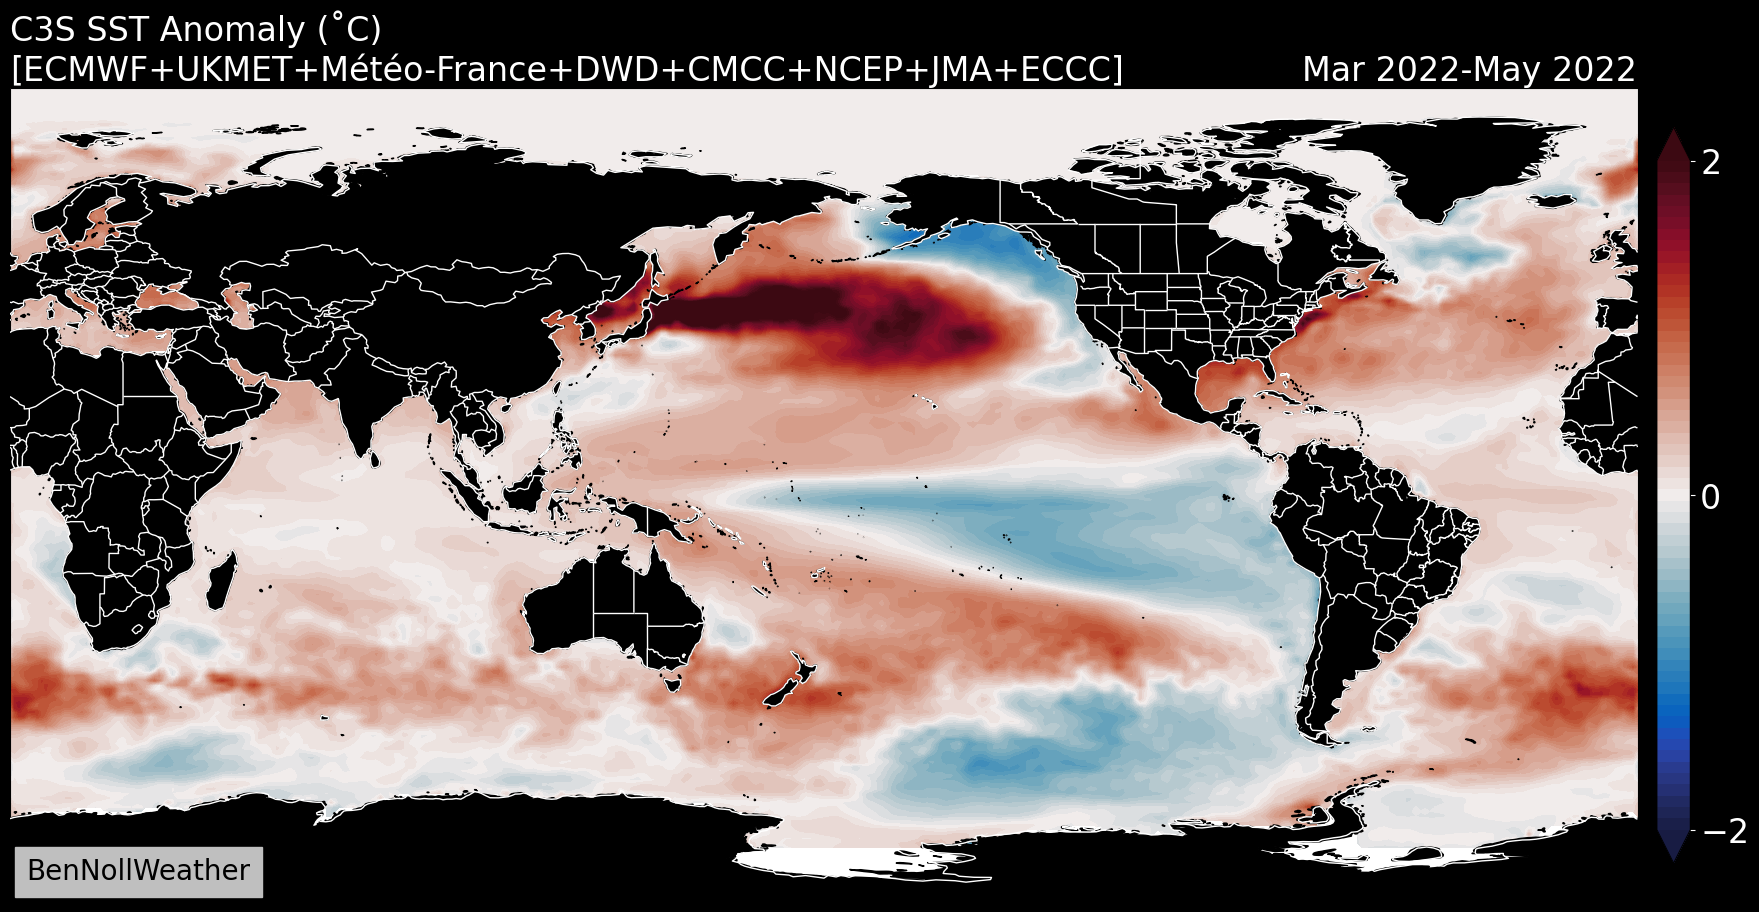 C3S SST Anomaly (˚C)
[ECMWF+UKMET+Météo-France+DWD+CMCC+NCEP+JMA+ECCC]
Mar 2022-May 2022
2
0
−2
BenNollWeather